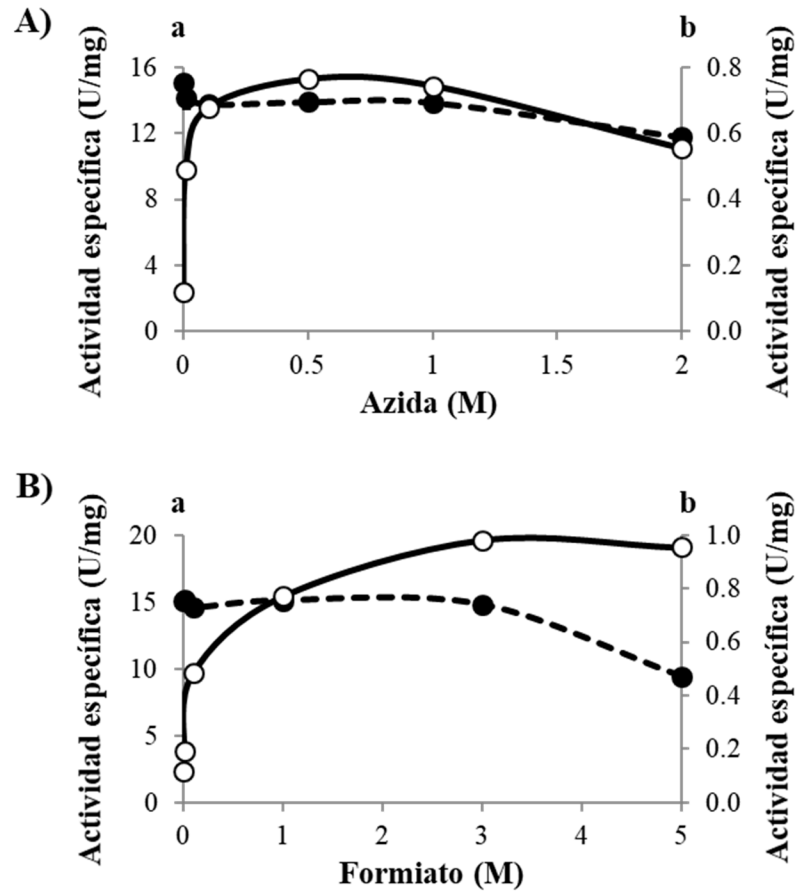 A)
a
b
Actividad específica (U/mg)
16
12
8
4
0
0.8
0.6
0.4
0.2
0.0
Actividad específica (U/mg)
0
0.5
1
1.5
2
Azida (M)
B)
a
b
Actividad específica (U/mg)
20
15
10
5
0
1.0
0.8
0.6
0.4
0.2
0.0
Actividad específica (U/mg)
0
1
2
3
4
5
Formiato (M)